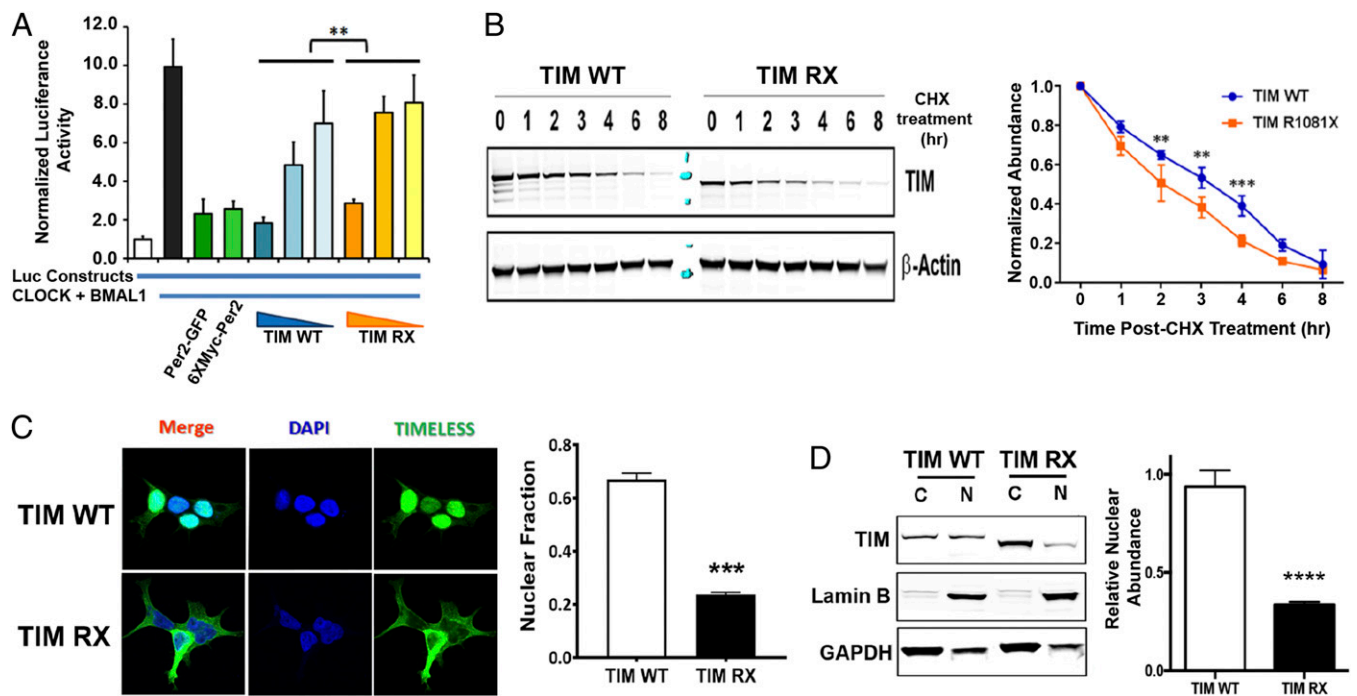 A
Normalized Luciferance
Activity
12.0
10.0
8.0
6.0
4.0
2.0
0.0
**
Luc Constructs
CLOCK + BMAL1
Per2-GFP
6XMyc-Per2
TIM WT
TIM RX
B
TIM WT
TIM RX
CHX
treatment
(hr)
0 1 2 3 4 6 8
0 1 2 3 4 6 8
TIM
β-Actin
Normalized Abundance
1.0
0.8
0.6
0.4
0.2
0.0
TIM WT
TIM R1081X
**
**
***
0 1 2 3 4 6 8
Time Post-CHX Treatment (hr)
C
Merge
DAPI
TIMELESS
TIM WT
TIM RX
Nuclear Fraction
0.8
0.6
0.4
0.2
0.0
***
TIM WT
TIM RX
D
TIM WT
TIM RX
C N C N
TIM
Lamin B
GAPDH
Relative Nuclear
Abundance
1.0
0.5
0.0
****
TIM WT
TIM RX